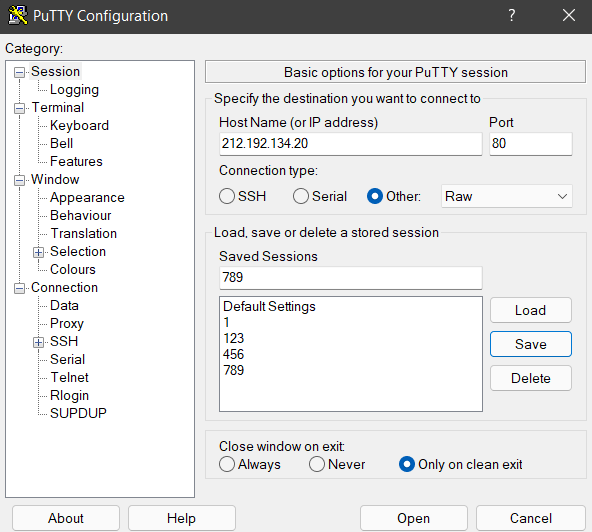 PuTTY Configuration
Category:
Session
Logging
Terminal
Keyboard
Bell
Features
Window
Appearance
Behaviour
Translation
Selection
Colours
Connection
Data
Proxy
SSH
Serial
Telnet
Rlogin
SUPDUP
Basic options for your PuTTY session
Specify the destination you want to connect to
Host Name (or IP address) Port
212.192.134.20 80
Connection type:
SSH Serial Other: Raw
Load, save or delete a stored session
Saved Sessions
789
Default Settings
1
123
456
789
Load
Save
Delete
Close window on exit:
Always Never Only on clean exit
About Help Open Cancel